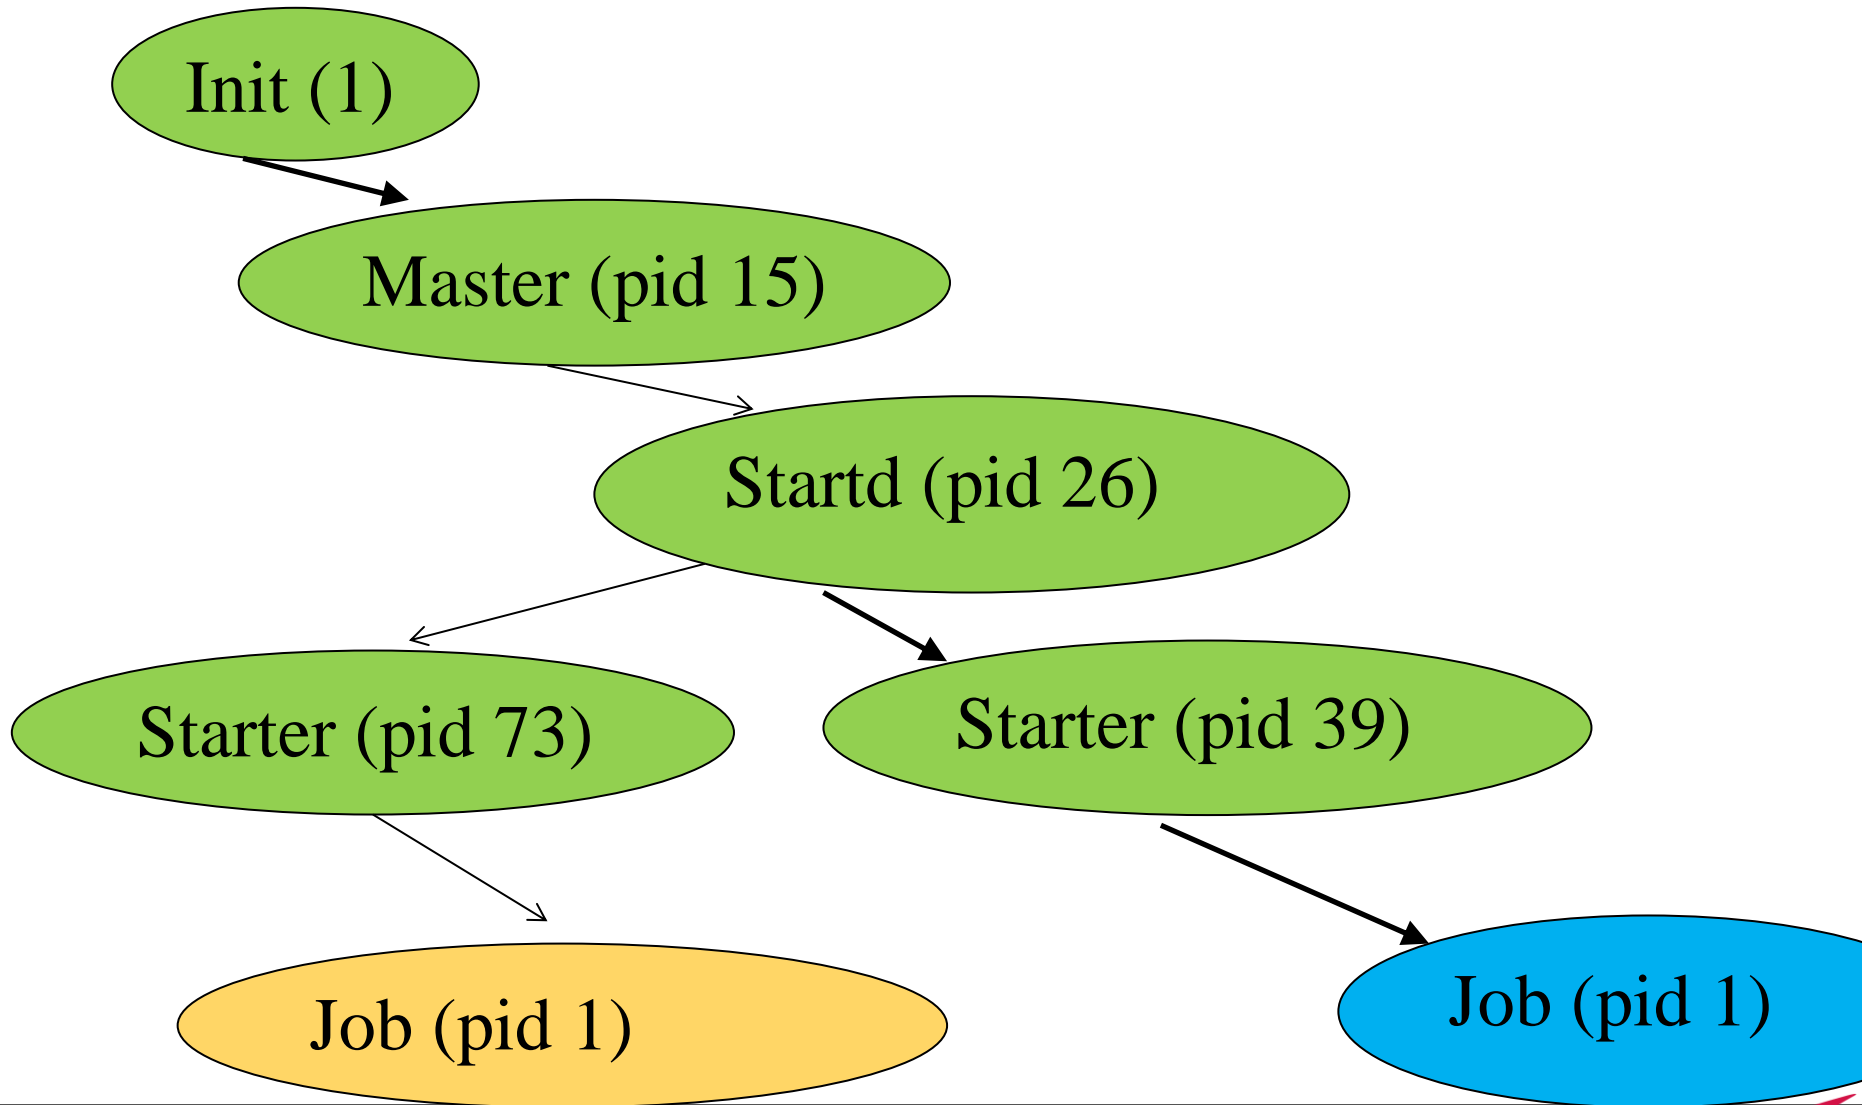 Init (1)
Master (pid 15)
Startd (pid 26)
Starter (pid 73)
Starter (pid 39)
Job (pid 1)
Job (pid 1)